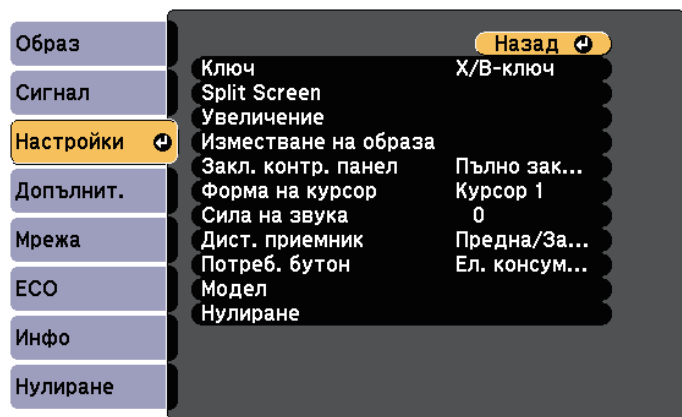 Образ
Сигнал
Настройки
Допълнит.
Мрежа
ECO
Инфо
Нулиране
Назад
Ключ Х/В-ключ
Split Screen
Увеличение
Изместване на образа
Закл. контр. панел Пълно зак...
Форма на курсор Курсор 1
Сила на звука 0
Дист. приемник Предна/За...
Потреб. бутон Ел. консум...
Модел
Нулиране